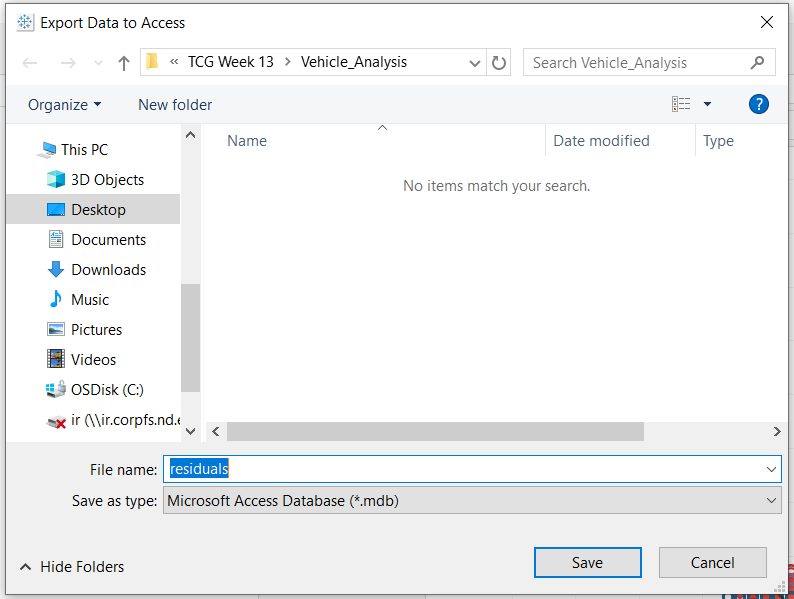 Export Data to Access
« TCG Week 13 > Vehicle_Analysis
Search Vehicle_Analysis
Organize
New folder
?
Name
Date modified
Type
No items match your search.
This PC
3D Objects
Desktop
Documents
Downloads
Music
Pictures
Videos
OSDisk (C:)
ir (\\ir.corpfs.nd.e
File name: residuals
Save as type: Microsoft Access Database (*.mdb)
Hide Folders
Save
Cancel